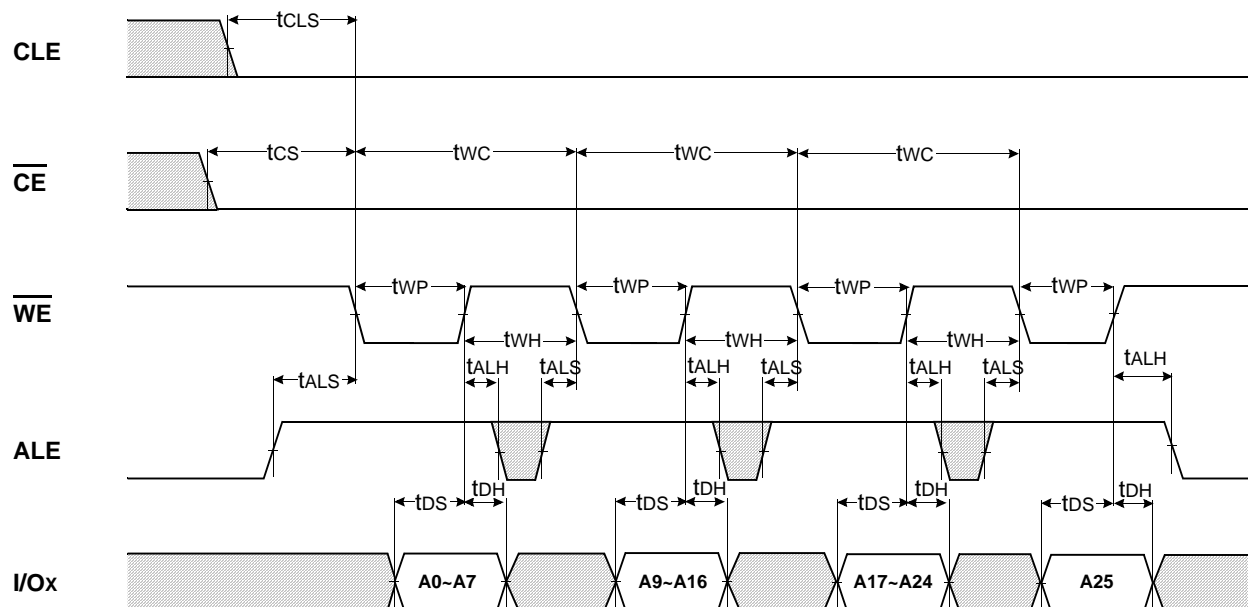 tCLS
CLE
tCS tWC tWC tWC
CE
tWP tWP tWP tWP
WE
tWH tWH tWH
tALH tALS tALH tALS tALH tALS tALH
tALS
ALE
tDS tDH tDS tDH tDS tDH tDS tDH
I/Ox A0~A7 A9~A16 A17~A24 A25